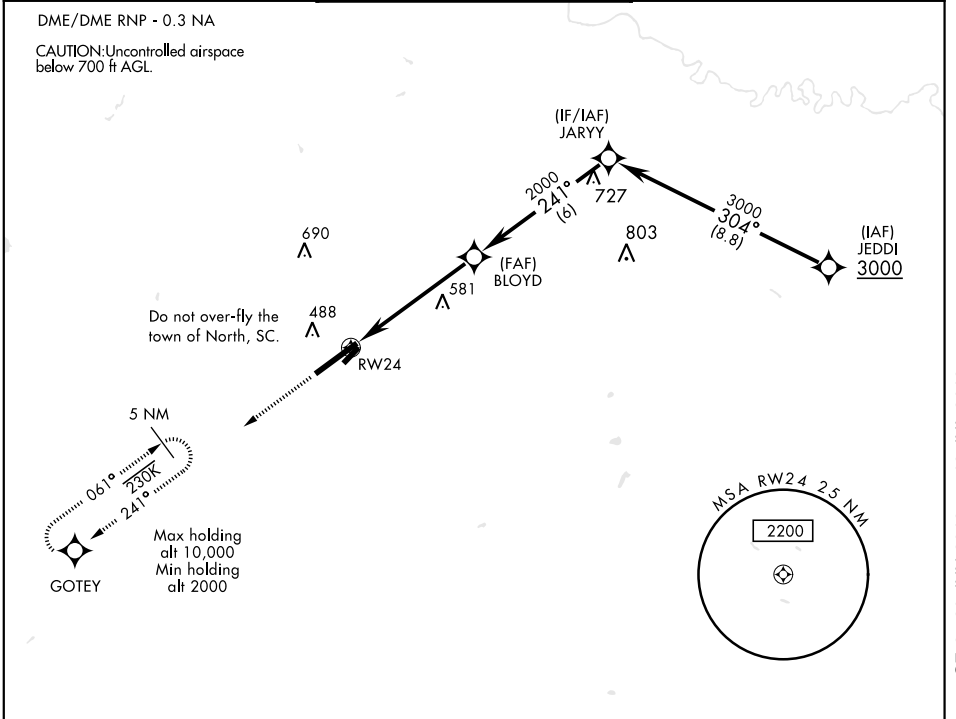 DME/DME RNP - 0.3 NA
CAUTION:Uncontrolled airspace
below 700 ft AGL.
(IF/IAF)
JARYY
2000
241°
(6)
727
3000
304°
(8.8)
(IAF)
JEDDI
3000
690
803
(FAF)
BLOYD
581
Do not over-fly the
town of North, SC.
488
RW24
5 NM
061°
230K
241°
Max holding
alt 10,000
Min holding
alt 2000
GOTEY
MSA RW24 25 NM
2200